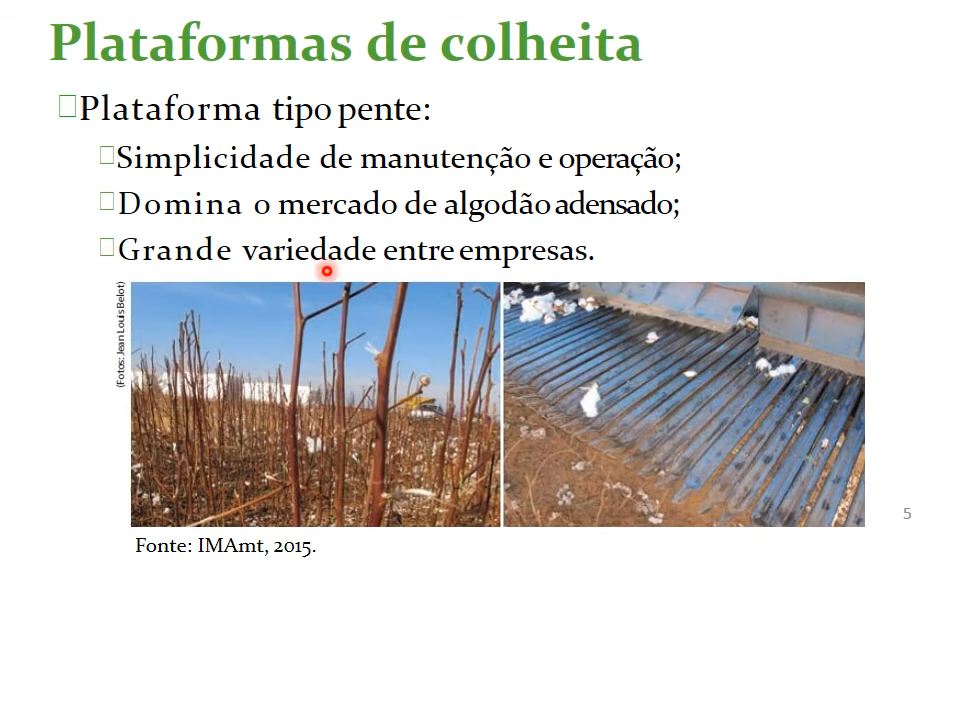 Plataformas de colheita
Plataforma tipo pente:
Simplicidade de manutenção e operação;
Domina o mercado de algodão adensado;
Grande variedade entre empresas.
(Fotos: Jean Louis Belot)
5
Fonte: IMAmt, 2015.